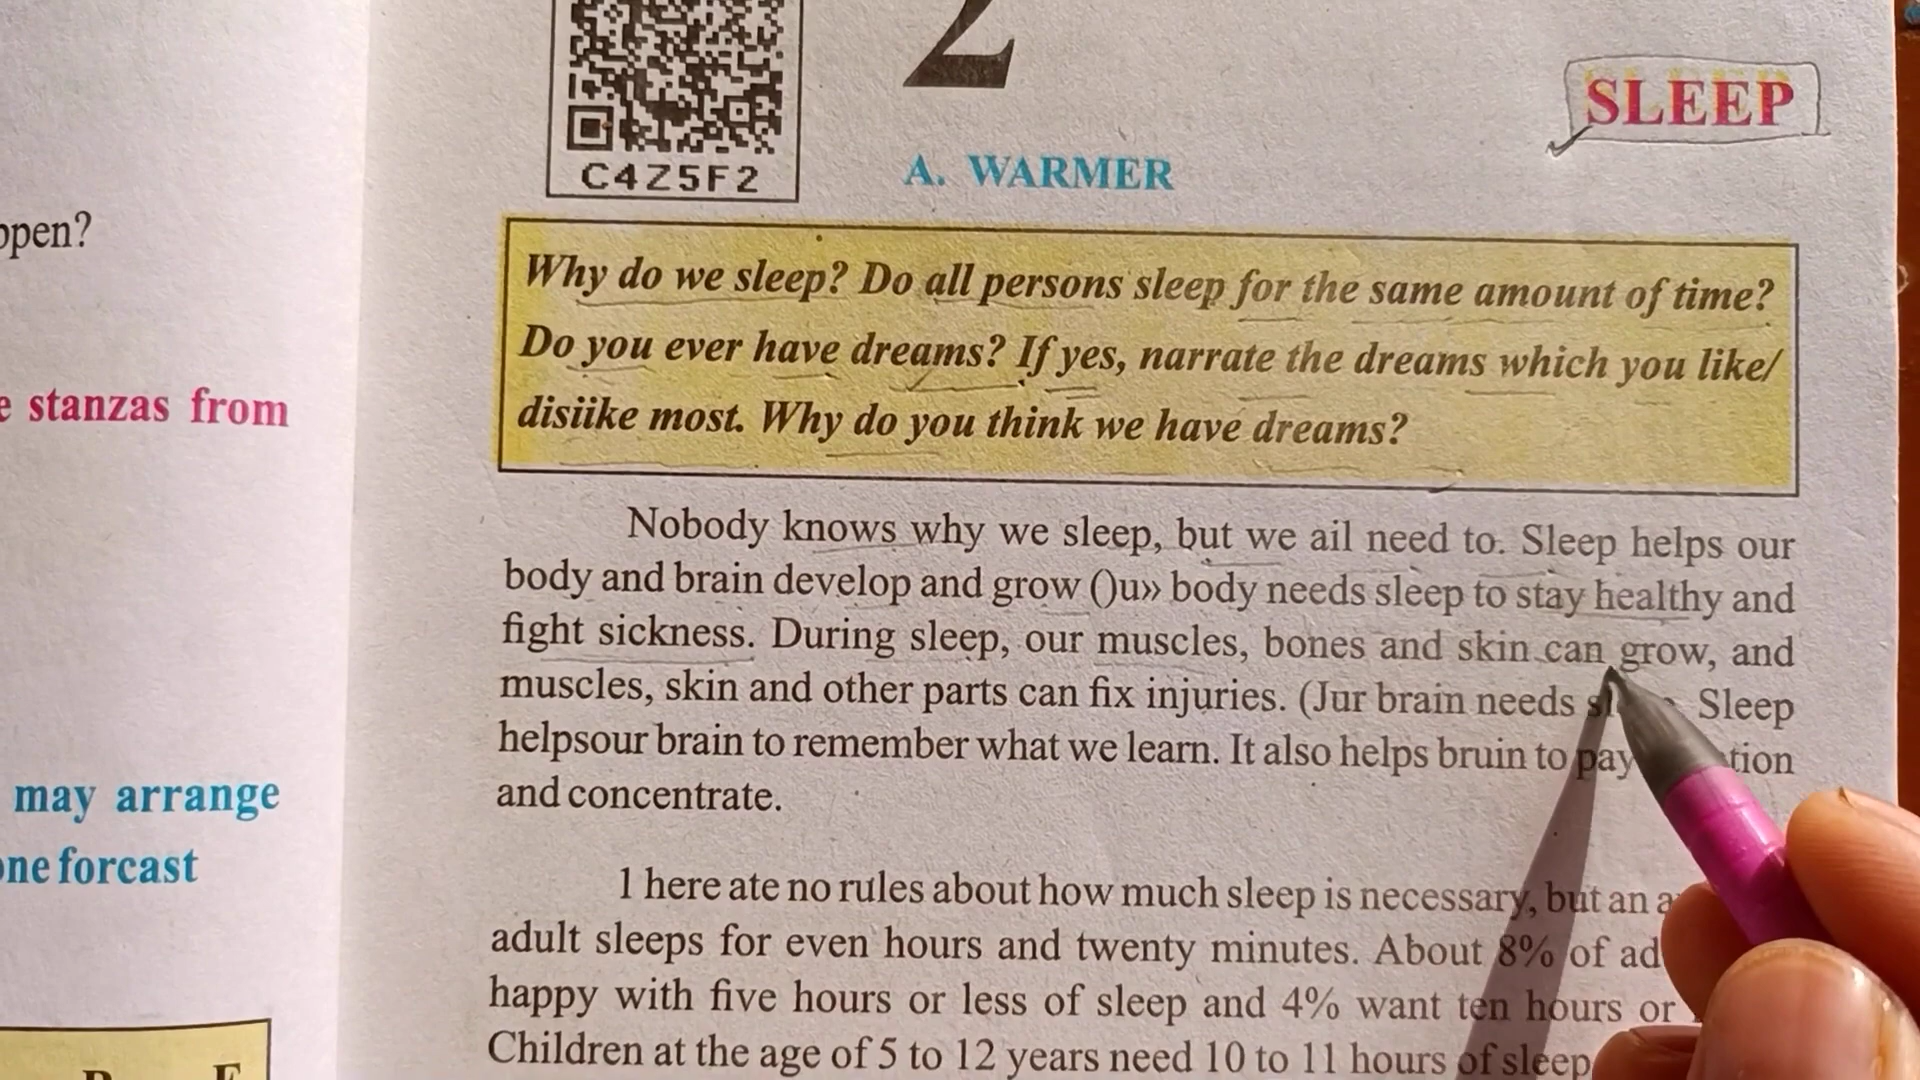 2
SLEEP
C4Z5F2
A. WARMER
Why do we sleep? Do all persons sleep for the same amount of time?
Do you ever have dreams? If yes, narrate the dreams which you like/
disiike most. Why do you think we have dreams?
Nobody knows why we sleep, but we ail need to. Sleep helps our
body and brain develop and grow ()u» body needs sleep to stay healthy and
fight sickness. During sleep, our muscles, bones and skin can grow, and
muscles, skin and other parts can fix injuries. (Jur brain needs Sleep
helpsour brain to remember what we learn. It also helps bruin to pay
and concentrate.
1 here ate no rules about how much sleep is necessary, but an
adult sleeps for even hours and twenty minutes. About 8% of
happy with five hours or less of sleep and 4% want ten hours or
Children at the age of 5 to 12 years need 10 to 11 hours of sleep
stanzas from
may arrange
forcast